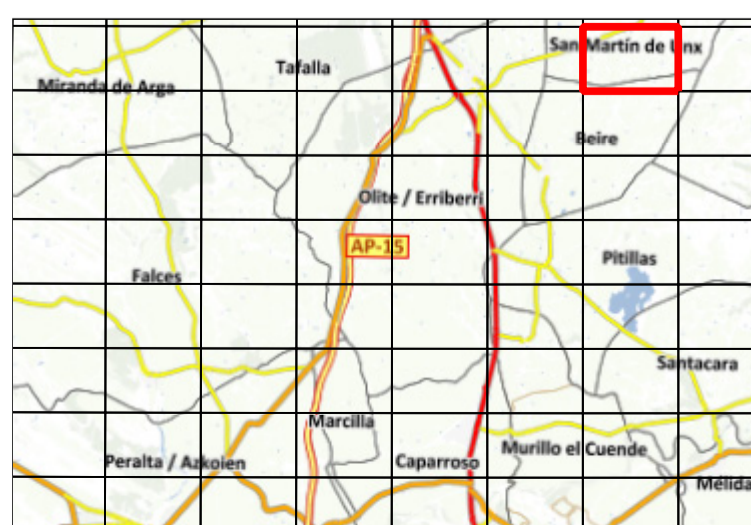 San Martín de Unx
Tafalla
Miranda de Arga
Beire
Olite / Erriberri
AP-15
Pitillas
Falces
Santacara
Marcilla
Murillo el Cuende
Peralta / Azkoien
Caparroso
Mélida